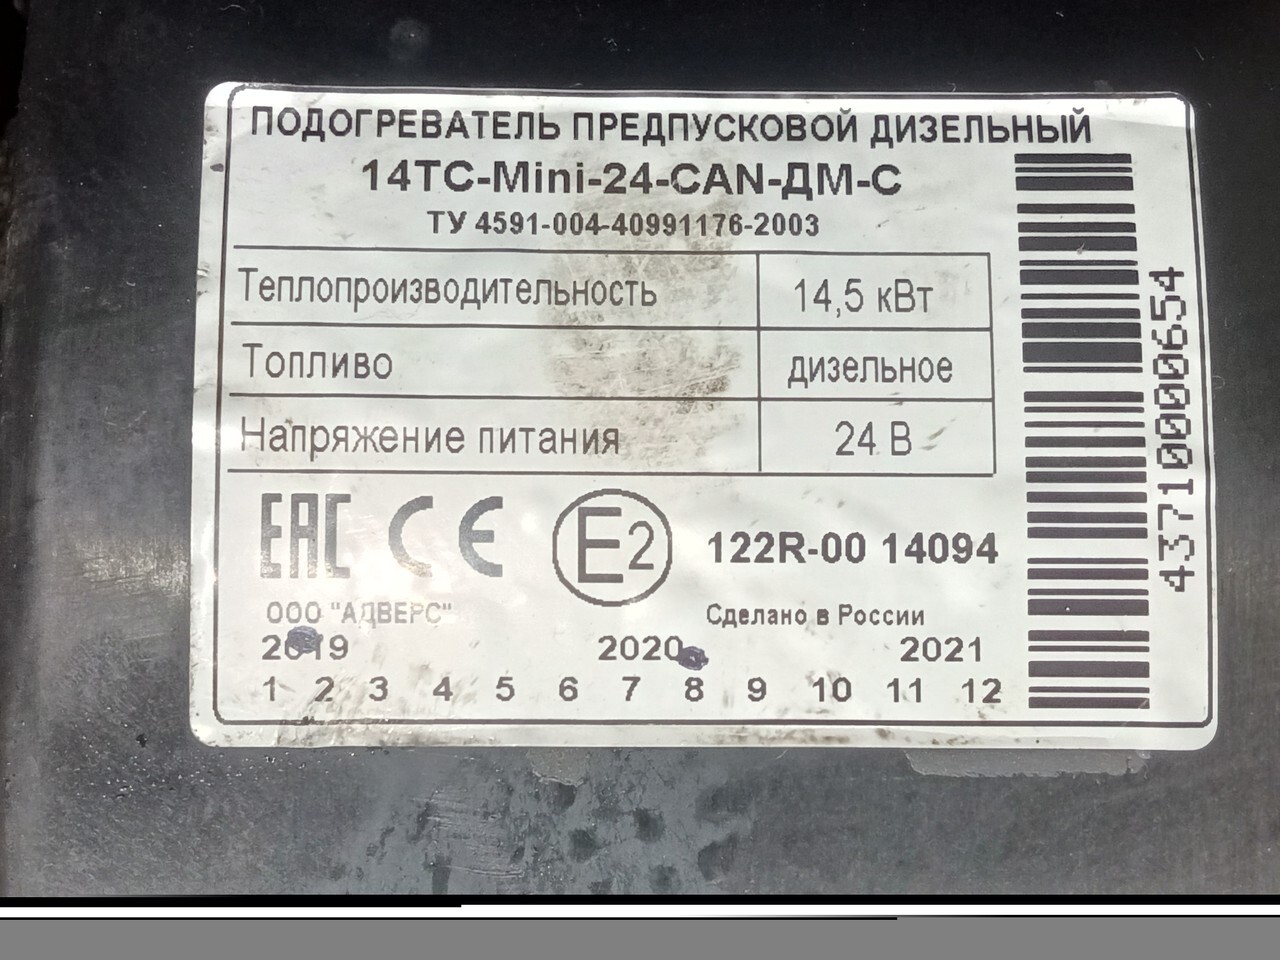 ПОДОГРЕВАТЕЛЬ ПРЕДПУСКОВОЙ ДИЗЕЛЬНЫЙ
14ТС-Mini-24-CAN-ДМ-С
ТУ 4591-004-40991176-2003
Теплопроизводительность 14,5 кВт
Топливо дизельное
Напряжение питания 24 В
EAC CE E2 122R-00 14094
ООО "АДВЕРС" Сделано в России
2019 2020 2021
1 2 3 4 5 6 7 8 9 10 11 12
4371000654